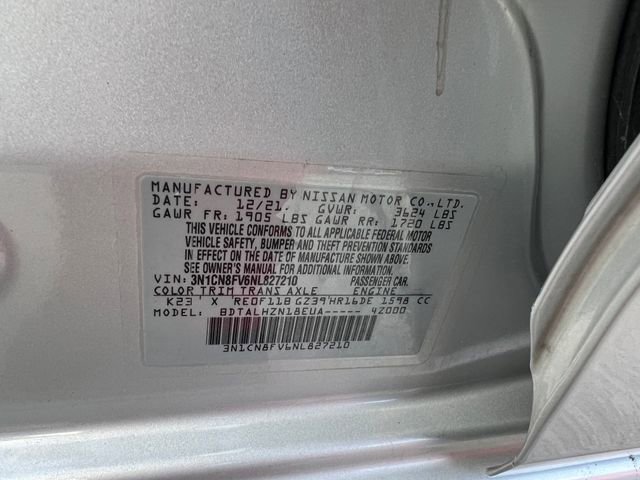 MANUFACTURED BY NISSAN MOTOR CO., LTD.
DATE: 12/21. GVWR: 3624 LBS
GAWR FR: 1905 LBS GAWR RR: 1720 LBS
THIS VEHICLE CONFORMS TO ALL APPLICABLE FEDERAL MOTOR
VEHICLE SAFETY, BUMPER AND THEFT PREVENTION STANDARDS
IN EFFECT ON THE DATE OF MANUFACTURE SHOWN ABOVE.
SEE OWNER'S MANUAL FOR ADDITIONAL INFORMATION.
VIN: 3N1CN8FV6NL827210 PASSENGER CAR.
COLOR TRIM TRANS AXLE ENGINE
K23 X RE0F11B GZ39 HR16DE 1598 CC
MODEL: BDTALHZN18EUA----- 4Z000
3N1CN8FV6NL827210